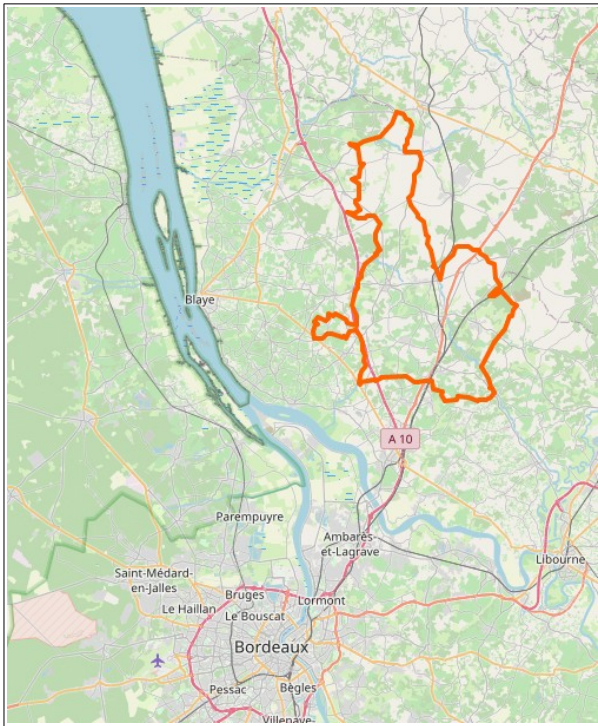 Blaye
A 10
Parempuyre
Ambarès-
et-Lagrave
Libourne
Saint-Médard-
en-Jalles
Bruges
Lormont
Le Haillan
Le Bouscat
Bordeaux
Pessac
Bègles
Villenave-